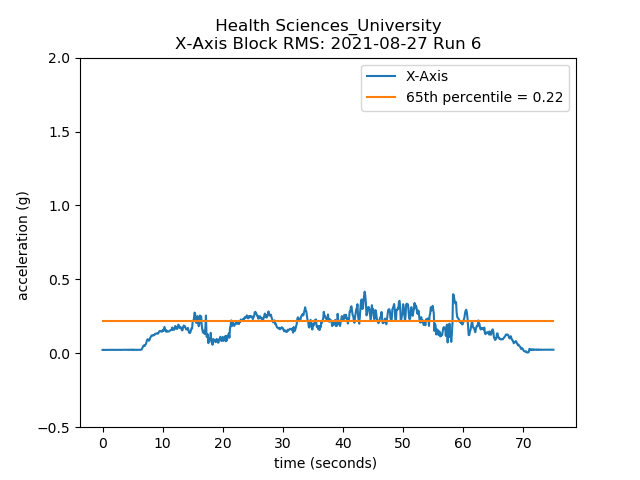 Health Sciences_University
X-Axis Block RMS: 2021-08-27 Run 6
X-Axis
65th percentile = 0.22
2.0
1.5
1.0
0.5
0.0
−0.5
acceleration (g)
0 10 20 30 40 50 60 70
time (seconds)